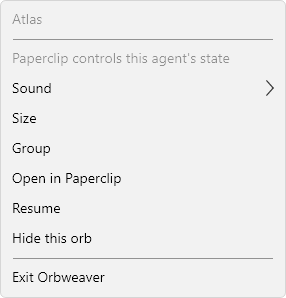 Atlas
Paperclip controls this agent's state
Sound
Size
Group
Open in Paperclip
Resume
Hide this orb
Exit Orbweaver